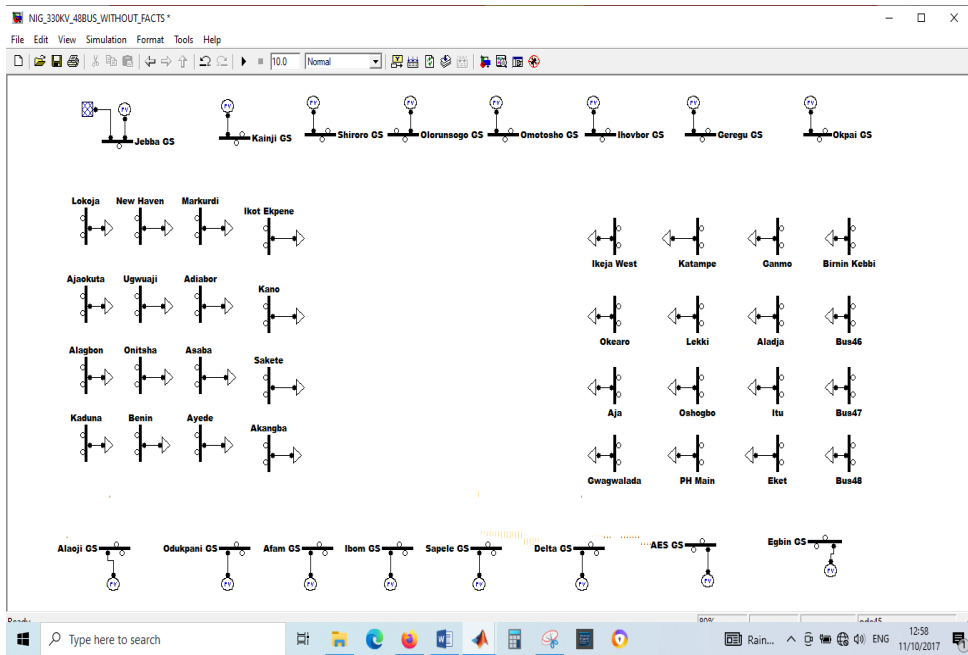 NIG_330KV_48BUS_WITHOUT_FACTS *
File Edit View Simulation Format Tools Help
10.0 Normal
PV PV PV PV PV PV PV PV
Jebba GS Kainji GS Shiroro GS Olorunsogo GS Omotosho GS Ihovbor GS Geregu GS Okpai GS
Lokoja New Haven Markurdi Ikot Ekpene
Ikeja West Katampe Ganmo Birnin Kebbi
Ajaokuta Ugwuaji Adiabor Kano
Okearo Lekki Aladja Bus46
Alagbon Onitsha Asaba Sakete
Aja Oshogbo Itu Bus47
Kaduna Benin Ayede Akangba
Gwagwalada PH Main Eket Bus48
Alaoji GS Odukpani GS Afam GS Ibom GS Sapele GS Delta GS AES GS Egbin GS
PV PV PV PV PV PV PV PV
Type here to search
Rain... ENG 12:58
11/10/2017
1